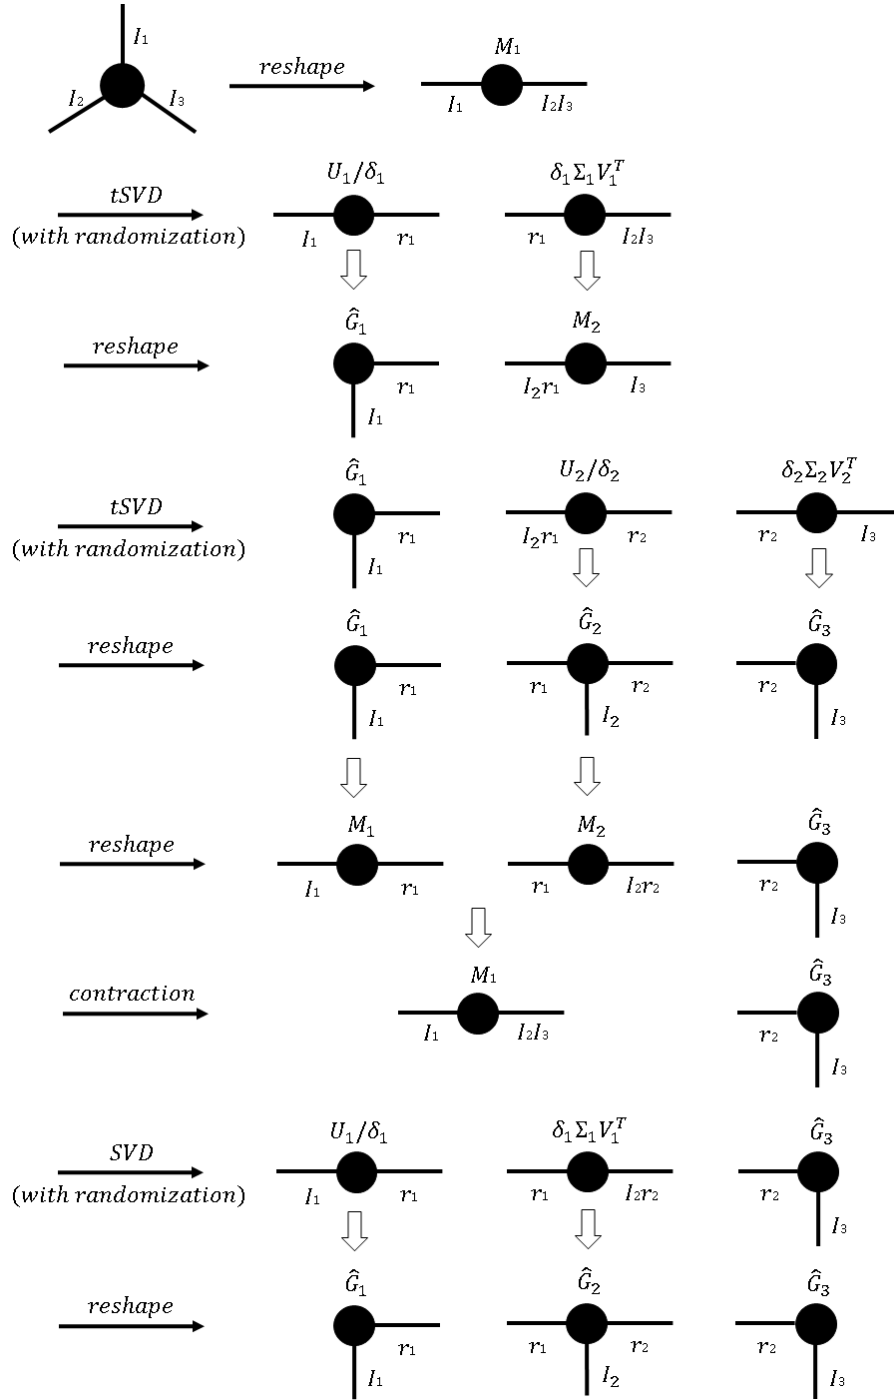 I₁
I₂ I₃
reshape
M₁
I₁ I₂I₃
tSVD
(with randomization)
U₁/δ₁
δ₁Σ₁V₁ᵀ
I₁ r₁
r₁ I₂I₃
reshape
Ĝ₁
M₂
r₁
I₁
I₂r₁ I₃
tSVD
(with randomization)
Ĝ₁
U₂/δ₂
δ₂Σ₂V₂ᵀ
r₁
I₁
I₂r₁ r₂
r₂ I₃
reshape
Ĝ₁
Ĝ₂
Ĝ₃
r₁
I₁
r₁ r₂
I₂
r₂
I₃
reshape
M₁
M₂
Ĝ₃
I₁ r₁
r₁ I₂r₂
r₂
I₃
contraction
M₁
Ĝ₃
I₁ I₂I₃
r₂
I₃
SVD
(with randomization)
U₁/δ₁
δ₁Σ₁V₁ᵀ
Ĝ₃
I₁ r₁
r₁ I₂r₂
r₂
I₃
reshape
Ĝ₁
Ĝ₂
Ĝ₃
r₁
I₁
r₁ r₂
I₂
r₂
I₃